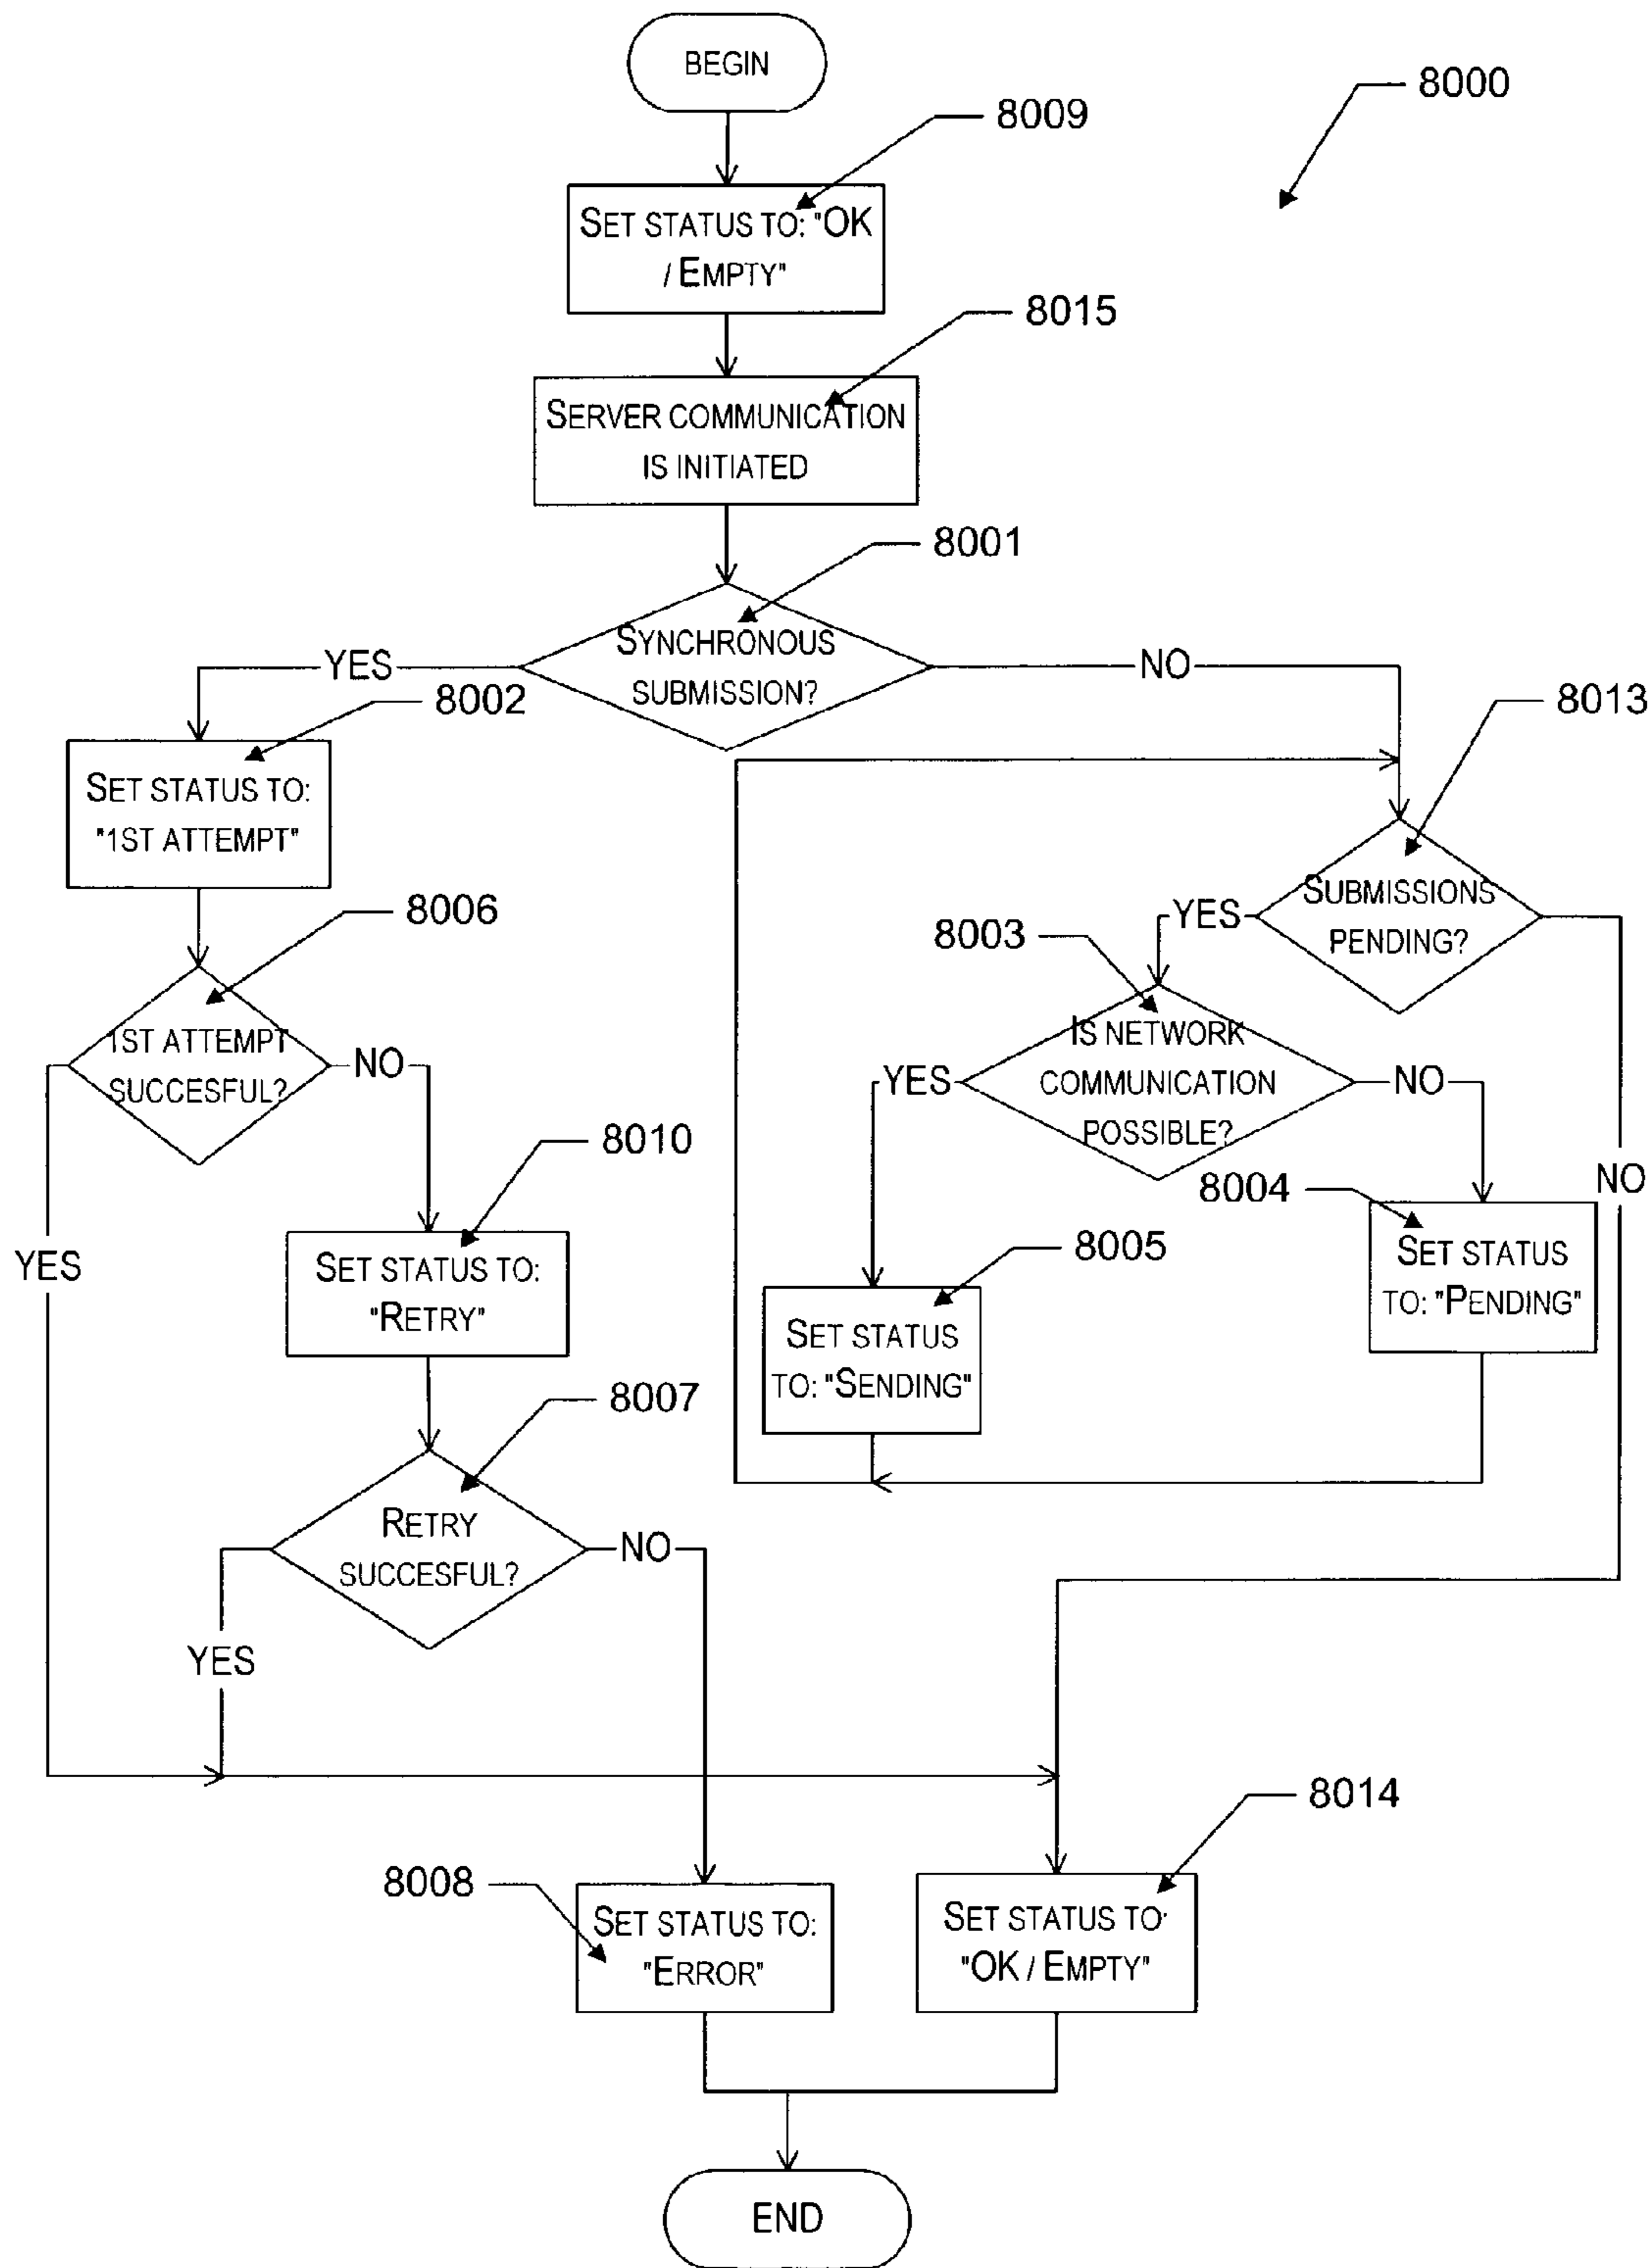 BEGIN
8000
8009
SET STATUS TO: "OK
/ EMPTY"
8015
SERVER COMMUNICATION
IS INITIATED
8001
SYNCHRONOUS
SUBMISSION?
YES
NO
8002
8013
SET STATUS TO:
"1ST ATTEMPT"
SUBMISSIONS
PENDING?
YES
8006
8003
1ST ATTEMPT
SUCCESFUL?
NO
IS NETWORK
COMMUNICATION
POSSIBLE?
YES
NO
8010
8004
NO
YES
SET STATUS TO:
"RETRY"
8005
SET STATUS
TO: "PENDING"
SET STATUS
TO: "SENDING"
8007
RETRY
SUCCESFUL?
NO
YES
8014
8008
SET STATUS TO:
"ERROR"
SET STATUS TO:
"OK / EMPTY"
END